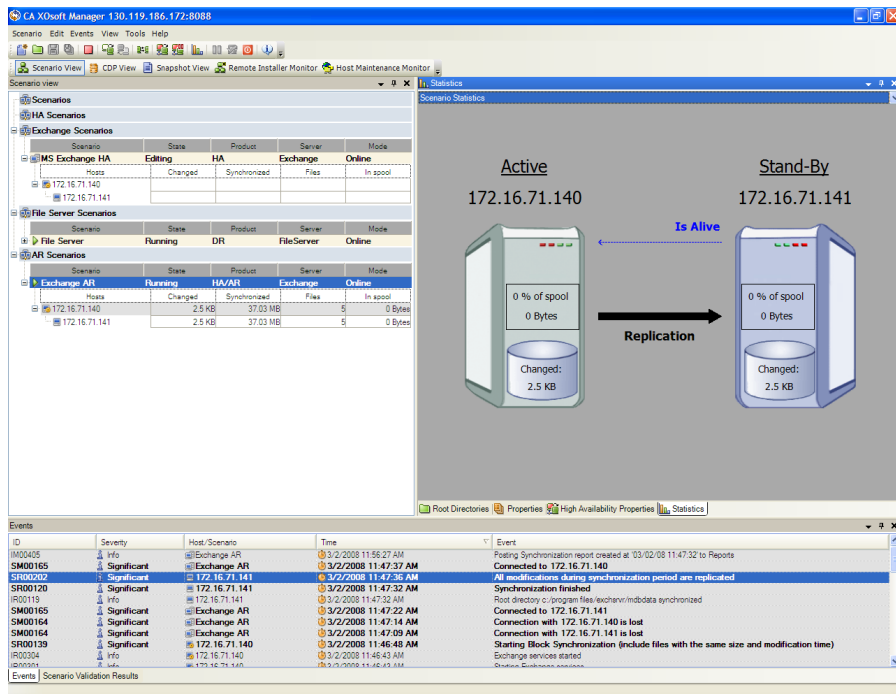 CA XOsoft Manager 130.119.186.172:8088
Scenario Edit Events View Tools Help
Scenario View CDP View Snapshot View Remote Installer Monitor Host Maintenance Monitor
Scenario view
Scenarios
HA Scenarios
Exchange Scenarios
Scenario State Product Server Mode
MS Exchange HA Editing HA Exchange Online
Hosts Changed Synchronized Files In spool
172.16.71.140
172.16.71.141
File Server Scenarios
Scenario State Product Server Mode
File Server Running DR FileServer Online
AR Scenarios
Scenario State Product Server Mode
Exchange AR Running HA/AR Exchange Online
Hosts Changed Synchronized Files In spool
172.16.71.140 2.5 KB 37.03 MB 5 0 Bytes
172.16.71.141 2.5 KB 37.03 MB 5 0 Bytes
Statistics
Scenario Statistics
Active
172.16.71.140
Stand-By
172.16.71.141
Is Alive
0 % of spool
0 Bytes
Replication
0 % of spool
0 Bytes
Changed:
2.5 KB
Changed:
2.5 KB
Root Directories Properties High Availability Properties Statistics
Events
ID Severity Host/Scenario Time Event
IM00405 Info Exchange AR 3/2/2008 11:56:27 AM Posting Synchronization report created at '03/02/08 11:47:32' to Reports
SM00165 Significant Exchange AR 3/2/2008 11:47:37 AM Connected to 172.16.71.140
SR00202 Significant 172.16.71.141 3/2/2008 11:47:36 AM All modifications during synchronization period are replicated
SR00120 Significant 172.16.71.141 3/2/2008 11:47:32 AM Synchronization finished
IR00119 Info 172.16.71.141 3/2/2008 11:47:32 AM Root directory c:/program files/exchsrvr/mdbdata synchronized
SM00165 Significant Exchange AR 3/2/2008 11:47:22 AM Connected to 172.16.71.141
SM00164 Significant Exchange AR 3/2/2008 11:47:14 AM Connection with 172.16.71.140 is lost
SM00164 Significant Exchange AR 3/2/2008 11:47:09 AM Connection with 172.16.71.141 is lost
SR00139 Significant 172.16.71.140 3/2/2008 11:46:48 AM Starting Block Synchronization (include files with the same size and modification time)
IR00304 Info 172.16.71.140 3/2/2008 11:46:43 AM Exchange services started
IR00301 Info 172.16.71.140 3/2/2008 11:46:43 AM Starting Exchange services
Events Scenario Validation Results